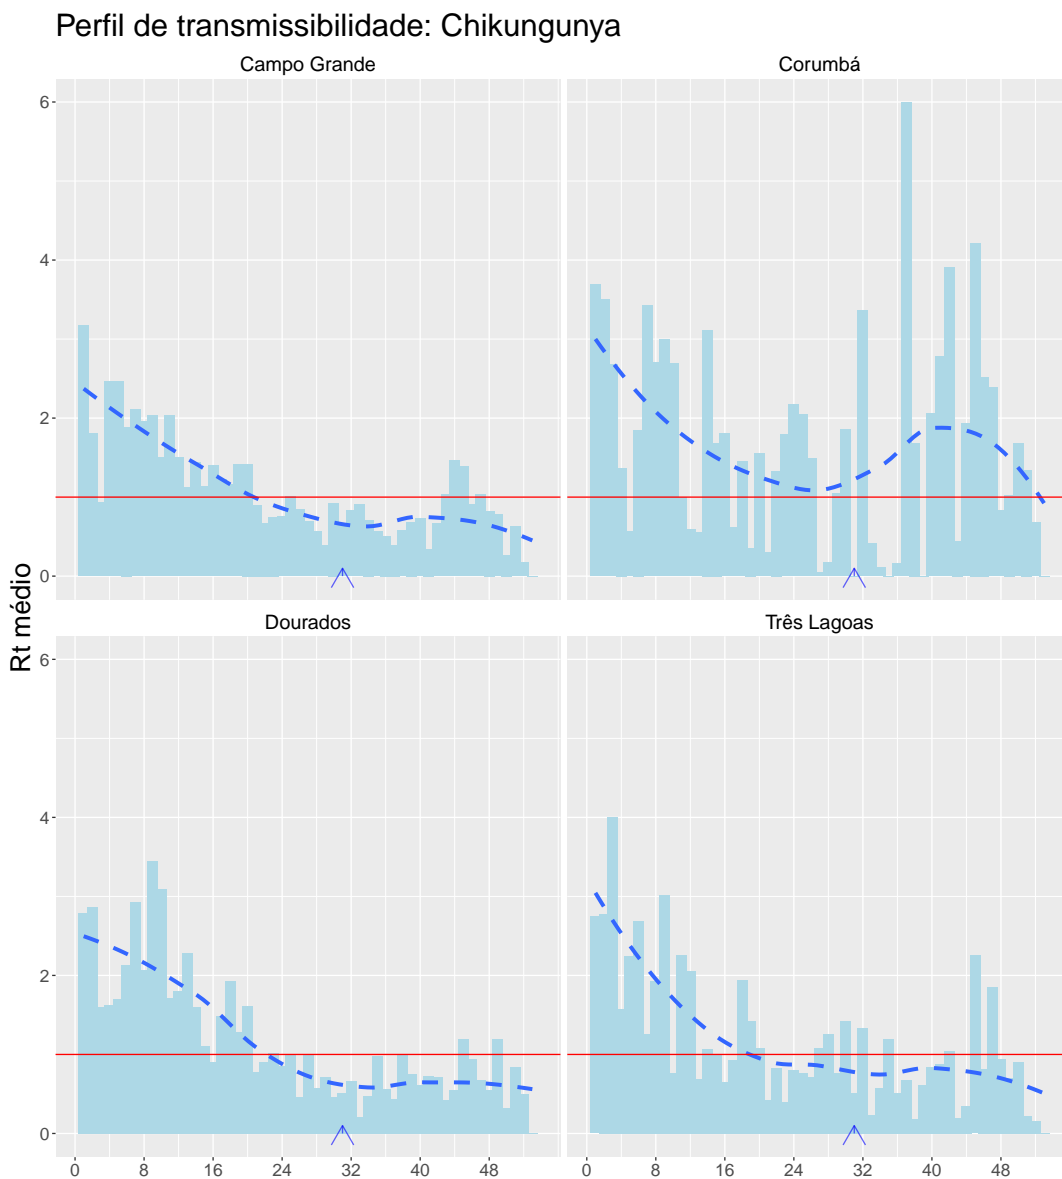 Perfil de transmissibilidade: Chikungunya
Campo Grande
Corumbá
6
4
2
0
Dourados
Três Lagoas
Rt médio
6
4
2
0
0 8 16 24 32 40 48
0 8 16 24 32 40 48